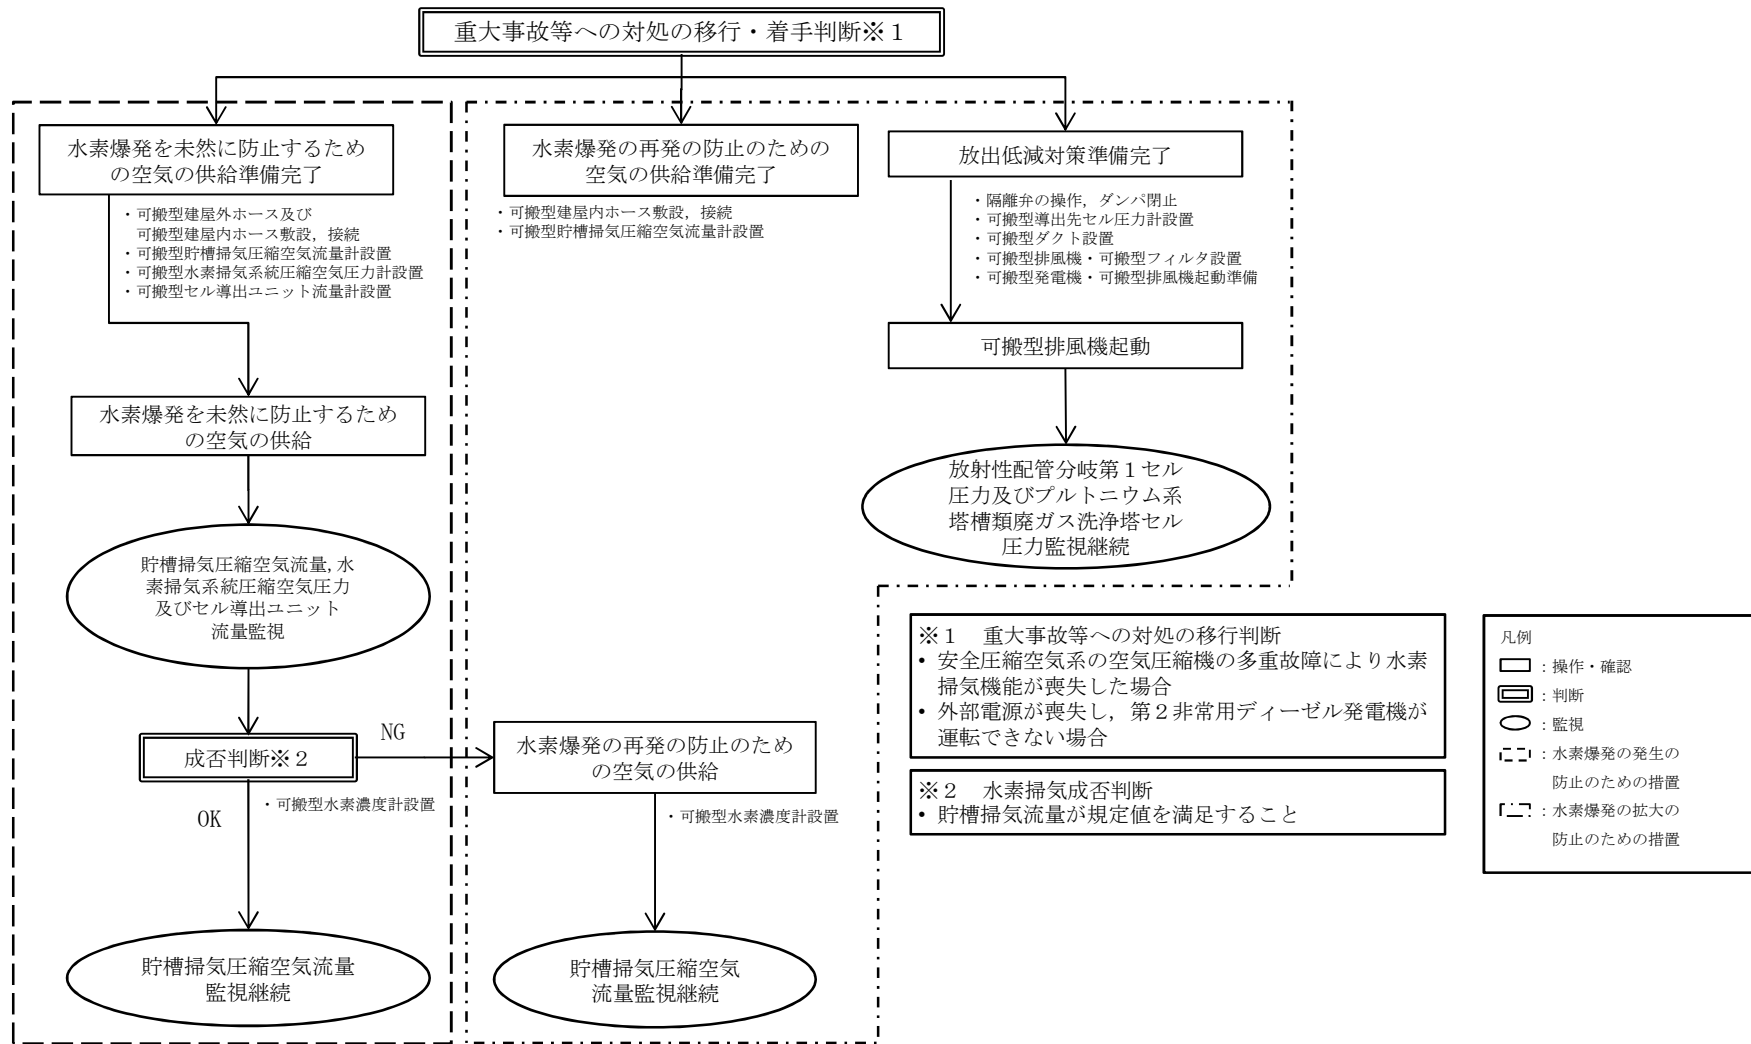 重大事故等への対処の移行・着手判断※１
水素爆発を未然に防止するため
の空気の供給準備完了
・可搬型建屋外ホース及び
可搬型建屋内ホース敷設，接続
・可搬型貯槽掃気圧縮空気流量計設置
・可搬型水素掃気系統圧縮空気圧力計設置
・可搬型セル導出ユニット流量計設置
水素爆発を未然に防止するため
の空気の供給
貯槽掃気圧縮空気流量,水
素掃気系統圧縮空気圧力
及びセル導出ユニット
流量監視
成否判断※２
NG
OK
・可搬型水素濃度計設置
貯槽掃気圧縮空気流量
監視継続
水素爆発の再発の防止のための
空気の供給準備完了
・可搬型建屋内ホース敷設，接続
・可搬型貯槽掃気圧縮空気流量計設置
水素爆発の再発の防止のため
の空気の供給
・可搬型水素濃度計設置
貯槽掃気圧縮空気
流量監視継続
放出低減対策準備完了
・隔離弁の操作，ダンパ閉止
・可搬型導出先セル圧力計設置
・可搬型ダクト設置
・可搬型排風機・可搬型フィルタ設置
・可搬型発電機・可搬型排風機起動準備
可搬型排風機起動
放射性配管分岐第１セル
圧力及びプルトニウム系
塔槽類廃ガス洗浄塔セル
圧力監視継続
※１　重大事故等への対処の移行判断
• 安全圧縮空気系の空気圧縮機の多重故障により水素
掃気機能が喪失した場合
• 外部電源が喪失し，第２非常用ディーゼル発電機が
運転できない場合
※２　水素掃気成否判断
• 貯槽掃気流量が規定値を満足すること
凡例
：操作・確認
：判断
：監視
：水素爆発の発生の
防止のための措置
：水素爆発の拡大の
防止のための措置